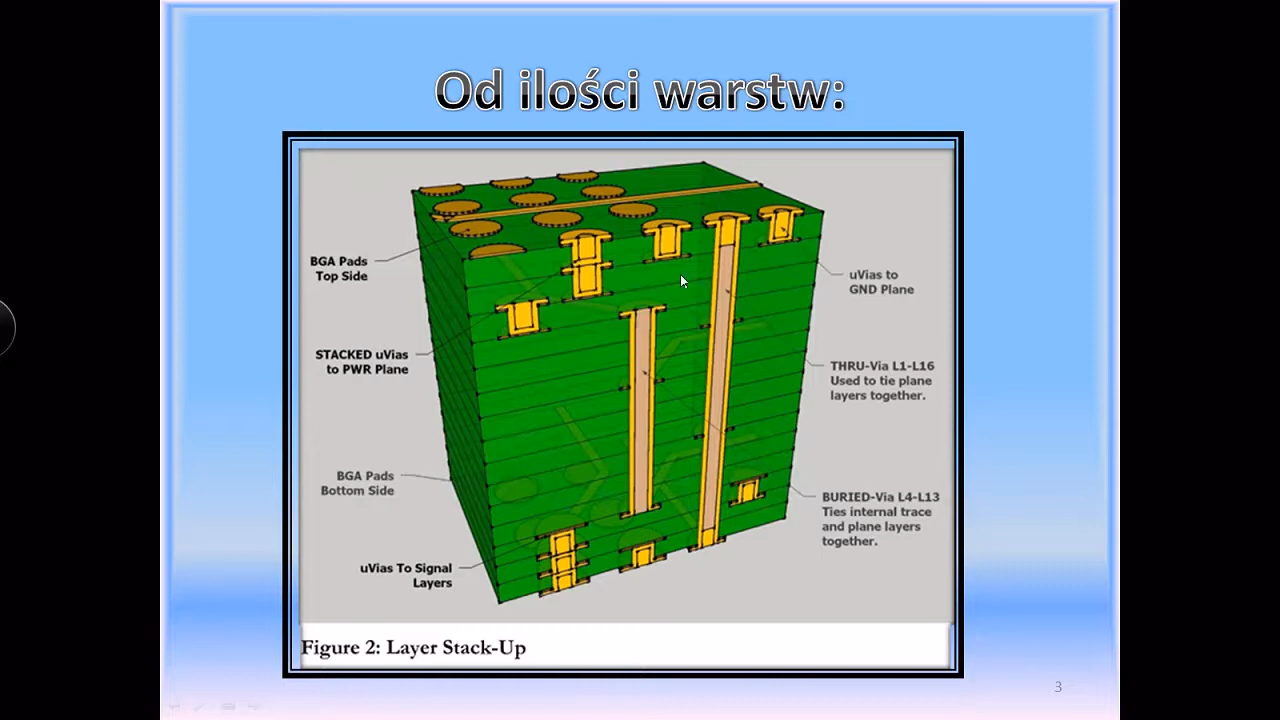 Od ilości warstw:
BGA Pads
Top Side
STACKED uVias
to PWR Plane
BGA Pads
Bottom Side
uVias To Signal
Layers
uVias to
GND Plane
THRU-Via L1-L16
Used to tie plane
layers together.
BURIED-Via L4-L13
Ties internal trace
and plane layers
together.
Figure 2: Layer Stack-Up
3